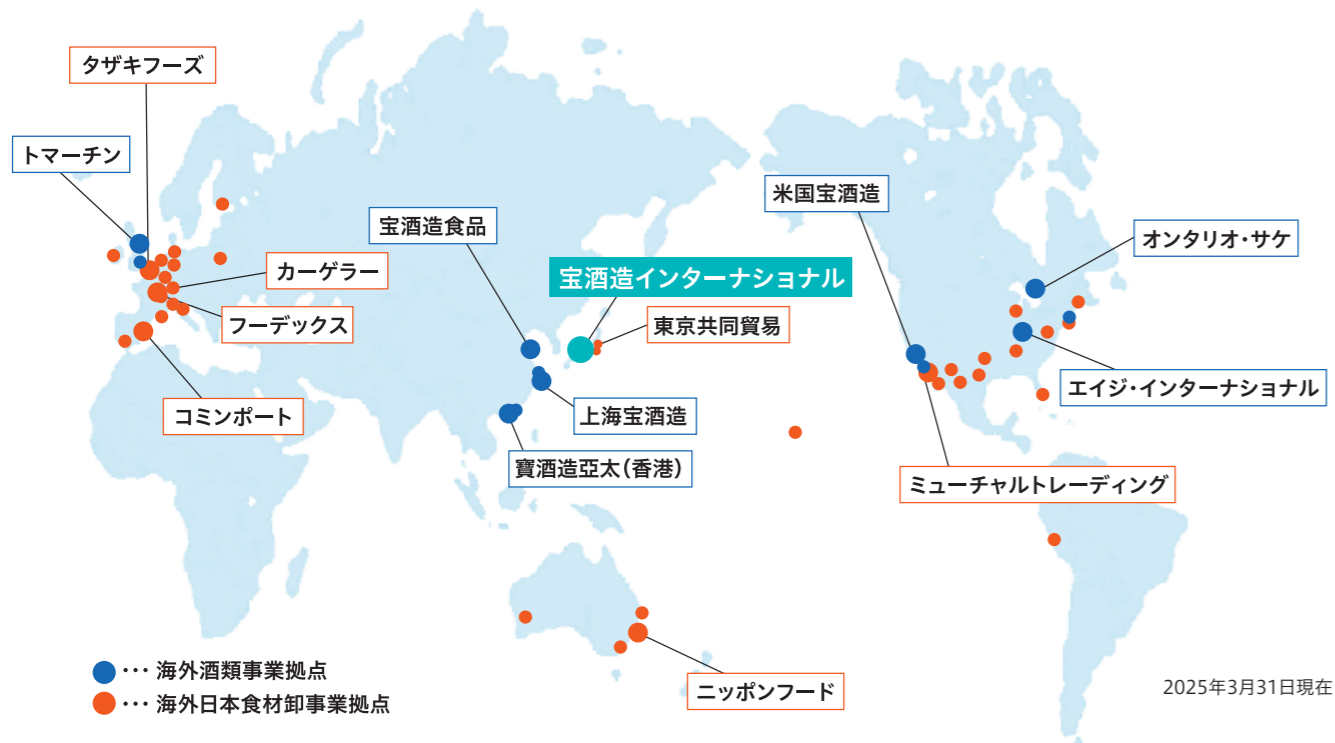 タザキフーズ
トマーチン
米国宝酒造
宝酒造食品
オンタリオ・サケ
カーゲラー
宝酒造インターナショナル
フーデックス
東京共同貿易
エイジ・インターナショナル
コミンポート
上海宝酒造
寶酒造亞太(香港)
ミューチャルトレーディング
・・・ 海外酒類事業拠点
ニッポンフード
2025年3月31日現在
・・・ 海外日本食材卸事業拠点